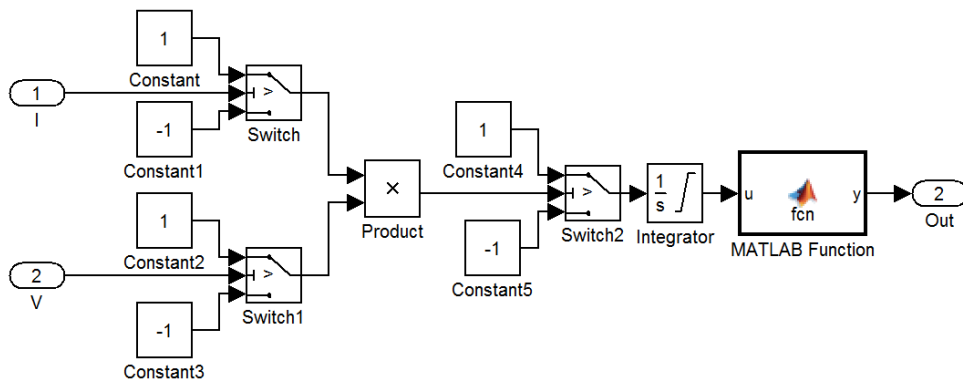 1
Constant
>
Switch
1
I
-1
Constant1
1
Constant4
>
Switch2
1
s
Integrator
u
fcn
y
MATLAB Function
2
Out
×
Product
1
Constant2
>
Switch1
2
V
-1
Constant5
-1
Constant3